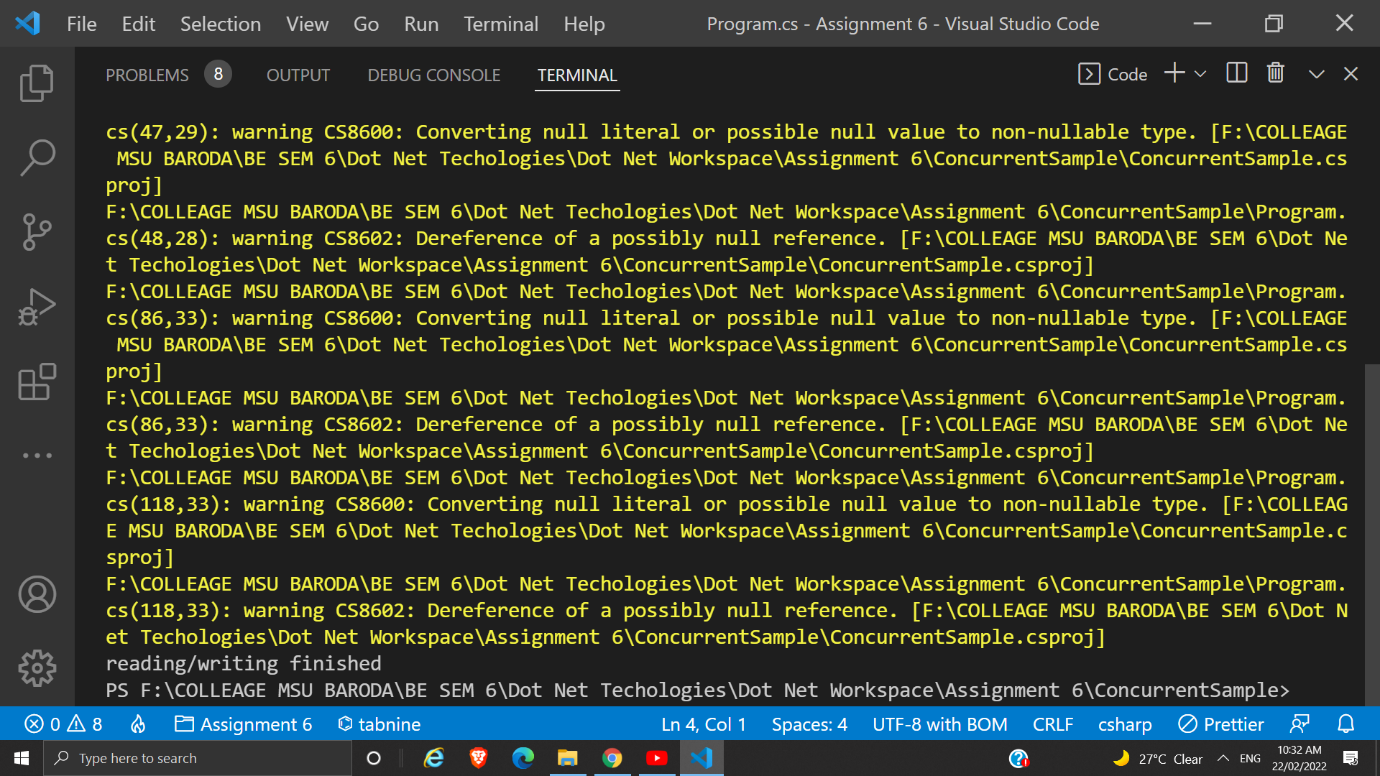 File Edit Selection View Go Run Terminal Help Program.cs - Assignment 6 - Visual Studio Code
PROBLEMS 8 OUTPUT DEBUG CONSOLE TERMINAL Code
cs(47,29): warning CS8600: Converting null literal or possible null value to non-nullable type. [F:\COLLEAGE
MSU BARODA\BE SEM 6\Dot Net Techologies\Dot Net Workspace\Assignment 6\ConcurrentSample\ConcurrentSample.cs
proj]
F:\COLLEAGE MSU BARODA\BE SEM 6\Dot Net Techologies\Dot Net Workspace\Assignment 6\ConcurrentSample\Program.
cs(48,28): warning CS8602: Dereference of a possibly null reference. [F:\COLLEAGE MSU BARODA\BE SEM 6\Dot Ne
t Techologies\Dot Net Workspace\Assignment 6\ConcurrentSample\ConcurrentSample.csproj]
F:\COLLEAGE MSU BARODA\BE SEM 6\Dot Net Techologies\Dot Net Workspace\Assignment 6\ConcurrentSample\Program.
cs(86,33): warning CS8600: Converting null literal or possible null value to non-nullable type. [F:\COLLEAGE
MSU BARODA\BE SEM 6\Dot Net Techologies\Dot Net Workspace\Assignment 6\ConcurrentSample\ConcurrentSample.cs
proj]
F:\COLLEAGE MSU BARODA\BE SEM 6\Dot Net Techologies\Dot Net Workspace\Assignment 6\ConcurrentSample\Program.
cs(86,33): warning CS8602: Dereference of a possibly null reference. [F:\COLLEAGE MSU BARODA\BE SEM 6\Dot Ne
t Techologies\Dot Net Workspace\Assignment 6\ConcurrentSample\ConcurrentSample.csproj]
F:\COLLEAGE MSU BARODA\BE SEM 6\Dot Net Techologies\Dot Net Workspace\Assignment 6\ConcurrentSample\Program.
cs(118,33): warning CS8600: Converting null literal or possible null value to non-nullable type. [F:\COLLEAG
E MSU BARODA\BE SEM 6\Dot Net Techologies\Dot Net Workspace\Assignment 6\ConcurrentSample\ConcurrentSample.c
sproj]
F:\COLLEAGE MSU BARODA\BE SEM 6\Dot Net Techologies\Dot Net Workspace\Assignment 6\ConcurrentSample\Program.
cs(118,33): warning CS8602: Dereference of a possibly null reference. [F:\COLLEAGE MSU BARODA\BE SEM 6\Dot N
et Techologies\Dot Net Workspace\Assignment 6\ConcurrentSample\ConcurrentSample.csproj]
reading/writing finished
PS F:\COLLEAGE MSU BARODA\BE SEM 6\Dot Net Techologies\Dot Net Workspace\Assignment 6\ConcurrentSample>
0 8 Assignment 6 tabnine Ln 4, Col 1 Spaces: 4 UTF-8 with BOM CRLF csharp Prettier
Type here to search 27°C Clear ENG 10:32 AM
22/02/2022